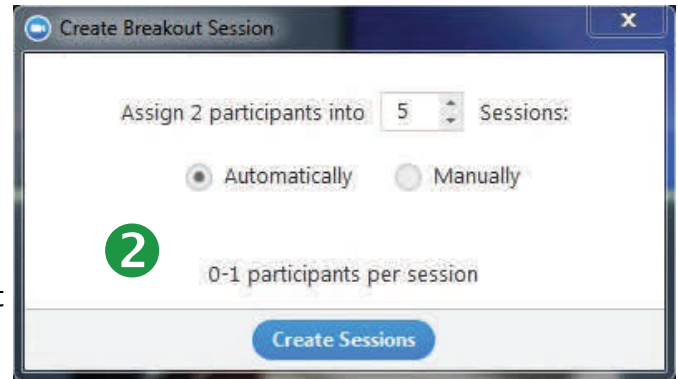 Create Breakout Session
X
Assign 2 participants into 5 Sessions:
Automatically Manually
2
0-1 participants per session
t
Create Sessions